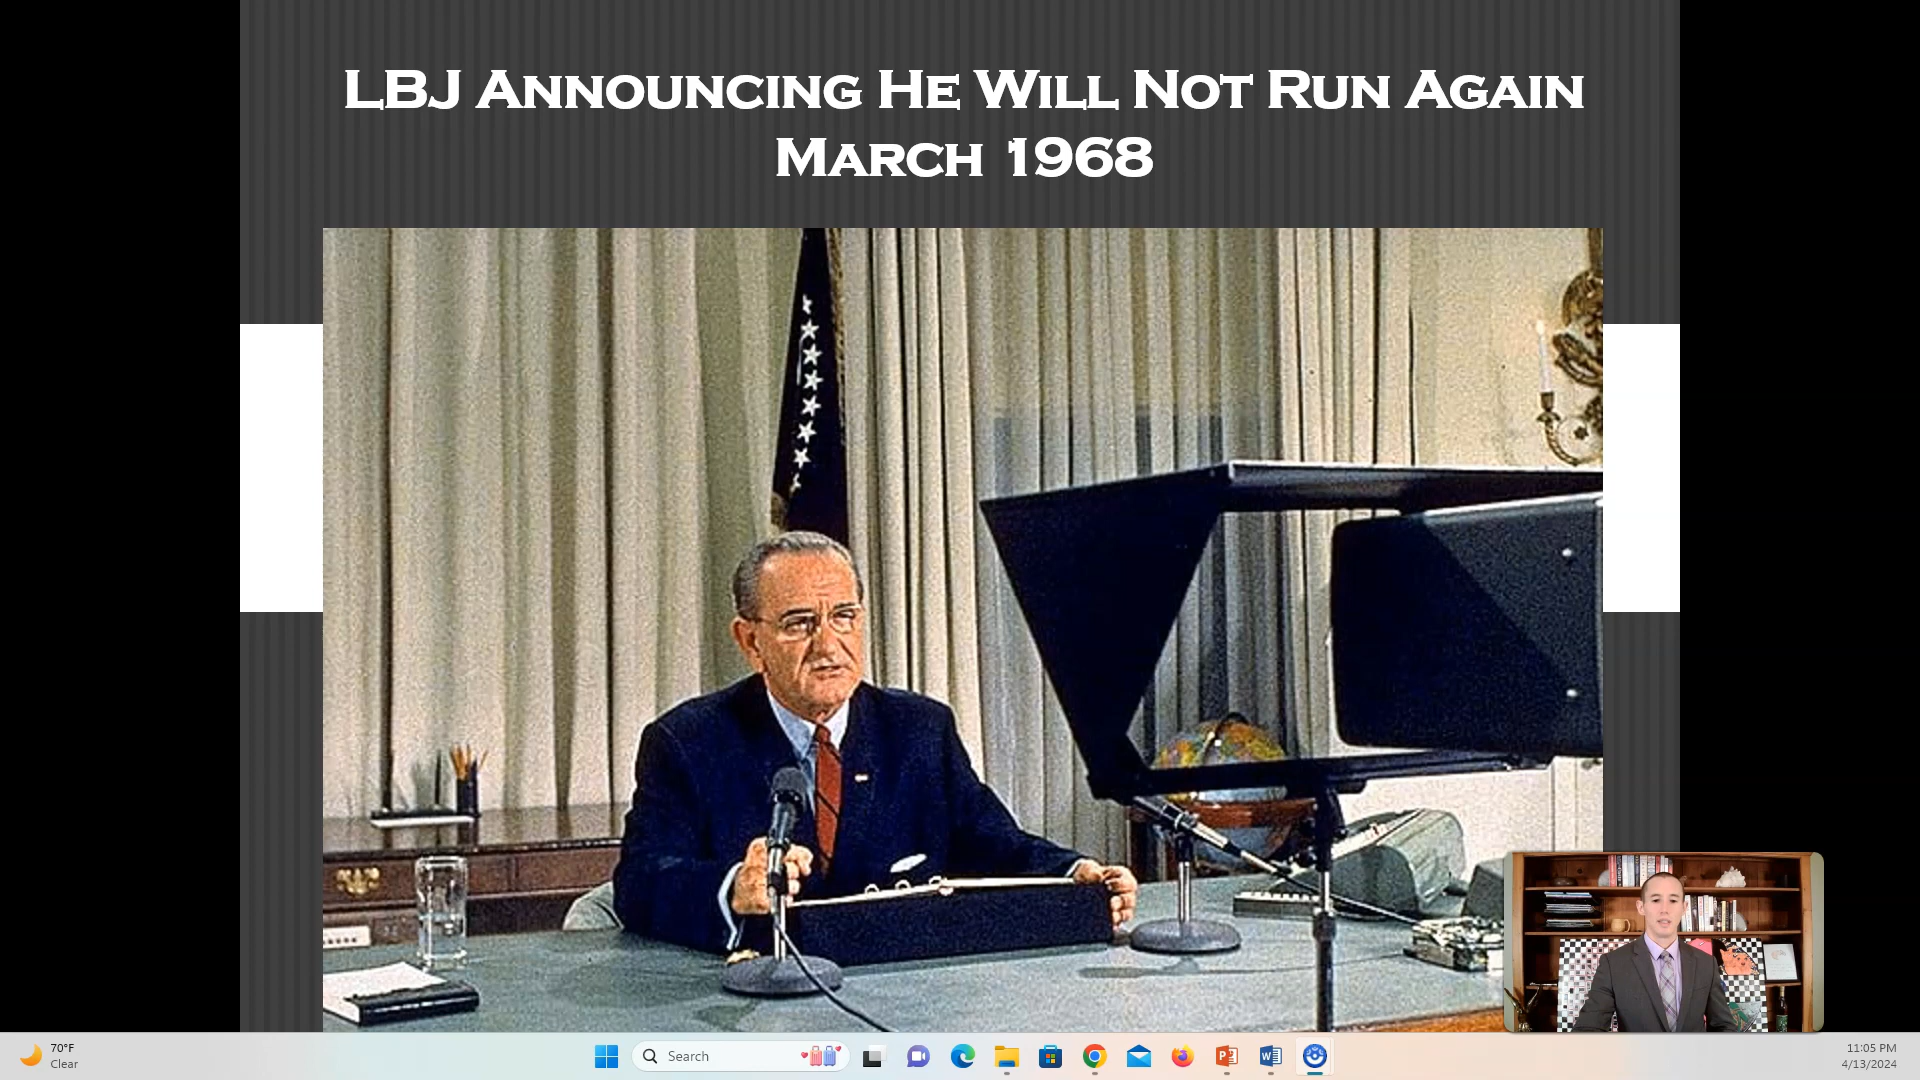 LBJ Announcing He Will Not Run Again
March 1968
70°F
Clear
Search
11:05 PM
4/13/2024